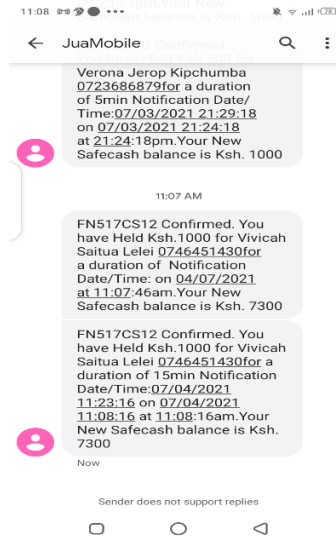 11:08
JuaMobile
Verona Jerop Kipchumba
0723686879for a duration
of 5min Notification Date/
Time:07/03/2021 21:29:18
on 07/03/2021 21:24:18
at 21:24:18pm.Your New
Safecash balance is Ksh. 1000
11:07 AM
FN517CS12 Confirmed. You
have Held Ksh.1000 for Vivicah
Saitua Lelei 0746451430for
a duration of  Notification
Date/Time: on 04/07/2021
at 11:07:46am.Your New
Safecash balance is Ksh. 7300
FN517CS12 Confirmed. You
have Held Ksh.1000 for Vivicah
Saitua Lelei 0746451430for a
duration of 15min Notification
Date/Time:07/04/2021
11:23:16 on 07/04/2021
11:08:16 at 11:08:16am.Your
New Safecash balance is Ksh.
7300
Now
Sender does not support replies